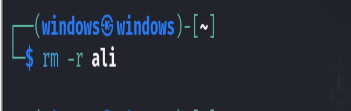 ┌──(windows㉿windows)-[~]
└─$ rm -r ali